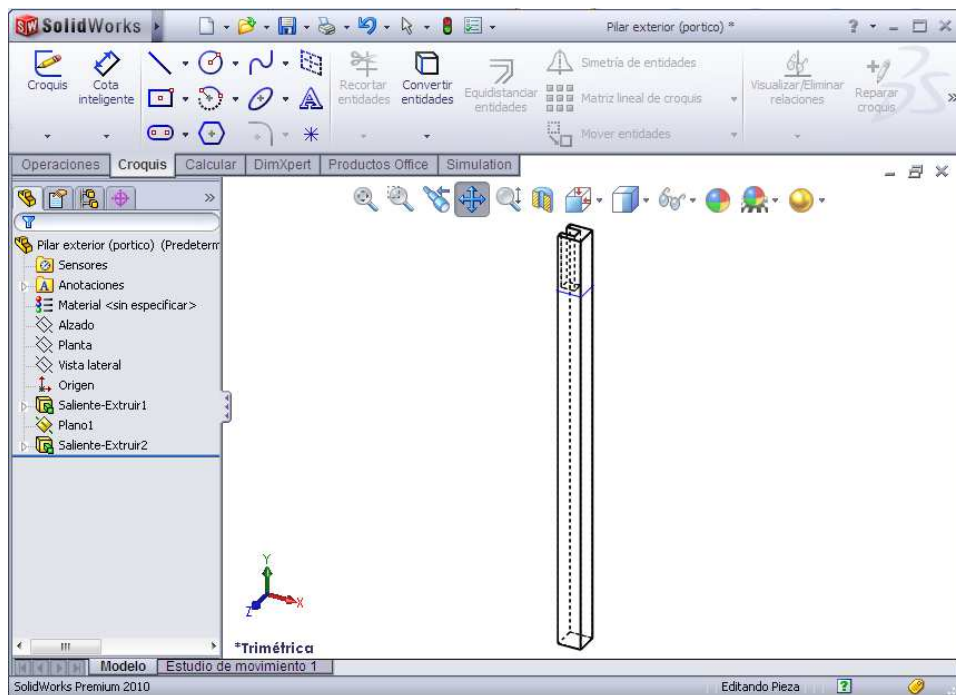 SolidWorks
Pilar exterior (portico) *
Croquis
Cota inteligente
Recortar entidades
Convertir entidades
Equidistanciar entidades
Simetría de entidades
Matriz lineal de croquis
Mover entidades
Visualizar/Eliminar relaciones
Reparar croquis
Operaciones Croquis Calcular DimXpert Productos Office Simulation
Pilar exterior (portico) (Predeterm
Sensores
Anotaciones
Material <sin especificar>
Alzado
Planta
Vista lateral
Origen
Saliente-Extruir1
Plano1
Saliente-Extruir2
Y
X
Z
*Trimétrica
Modelo Estudio de movimiento 1
SolidWorks Premium 2010 Editando Pieza